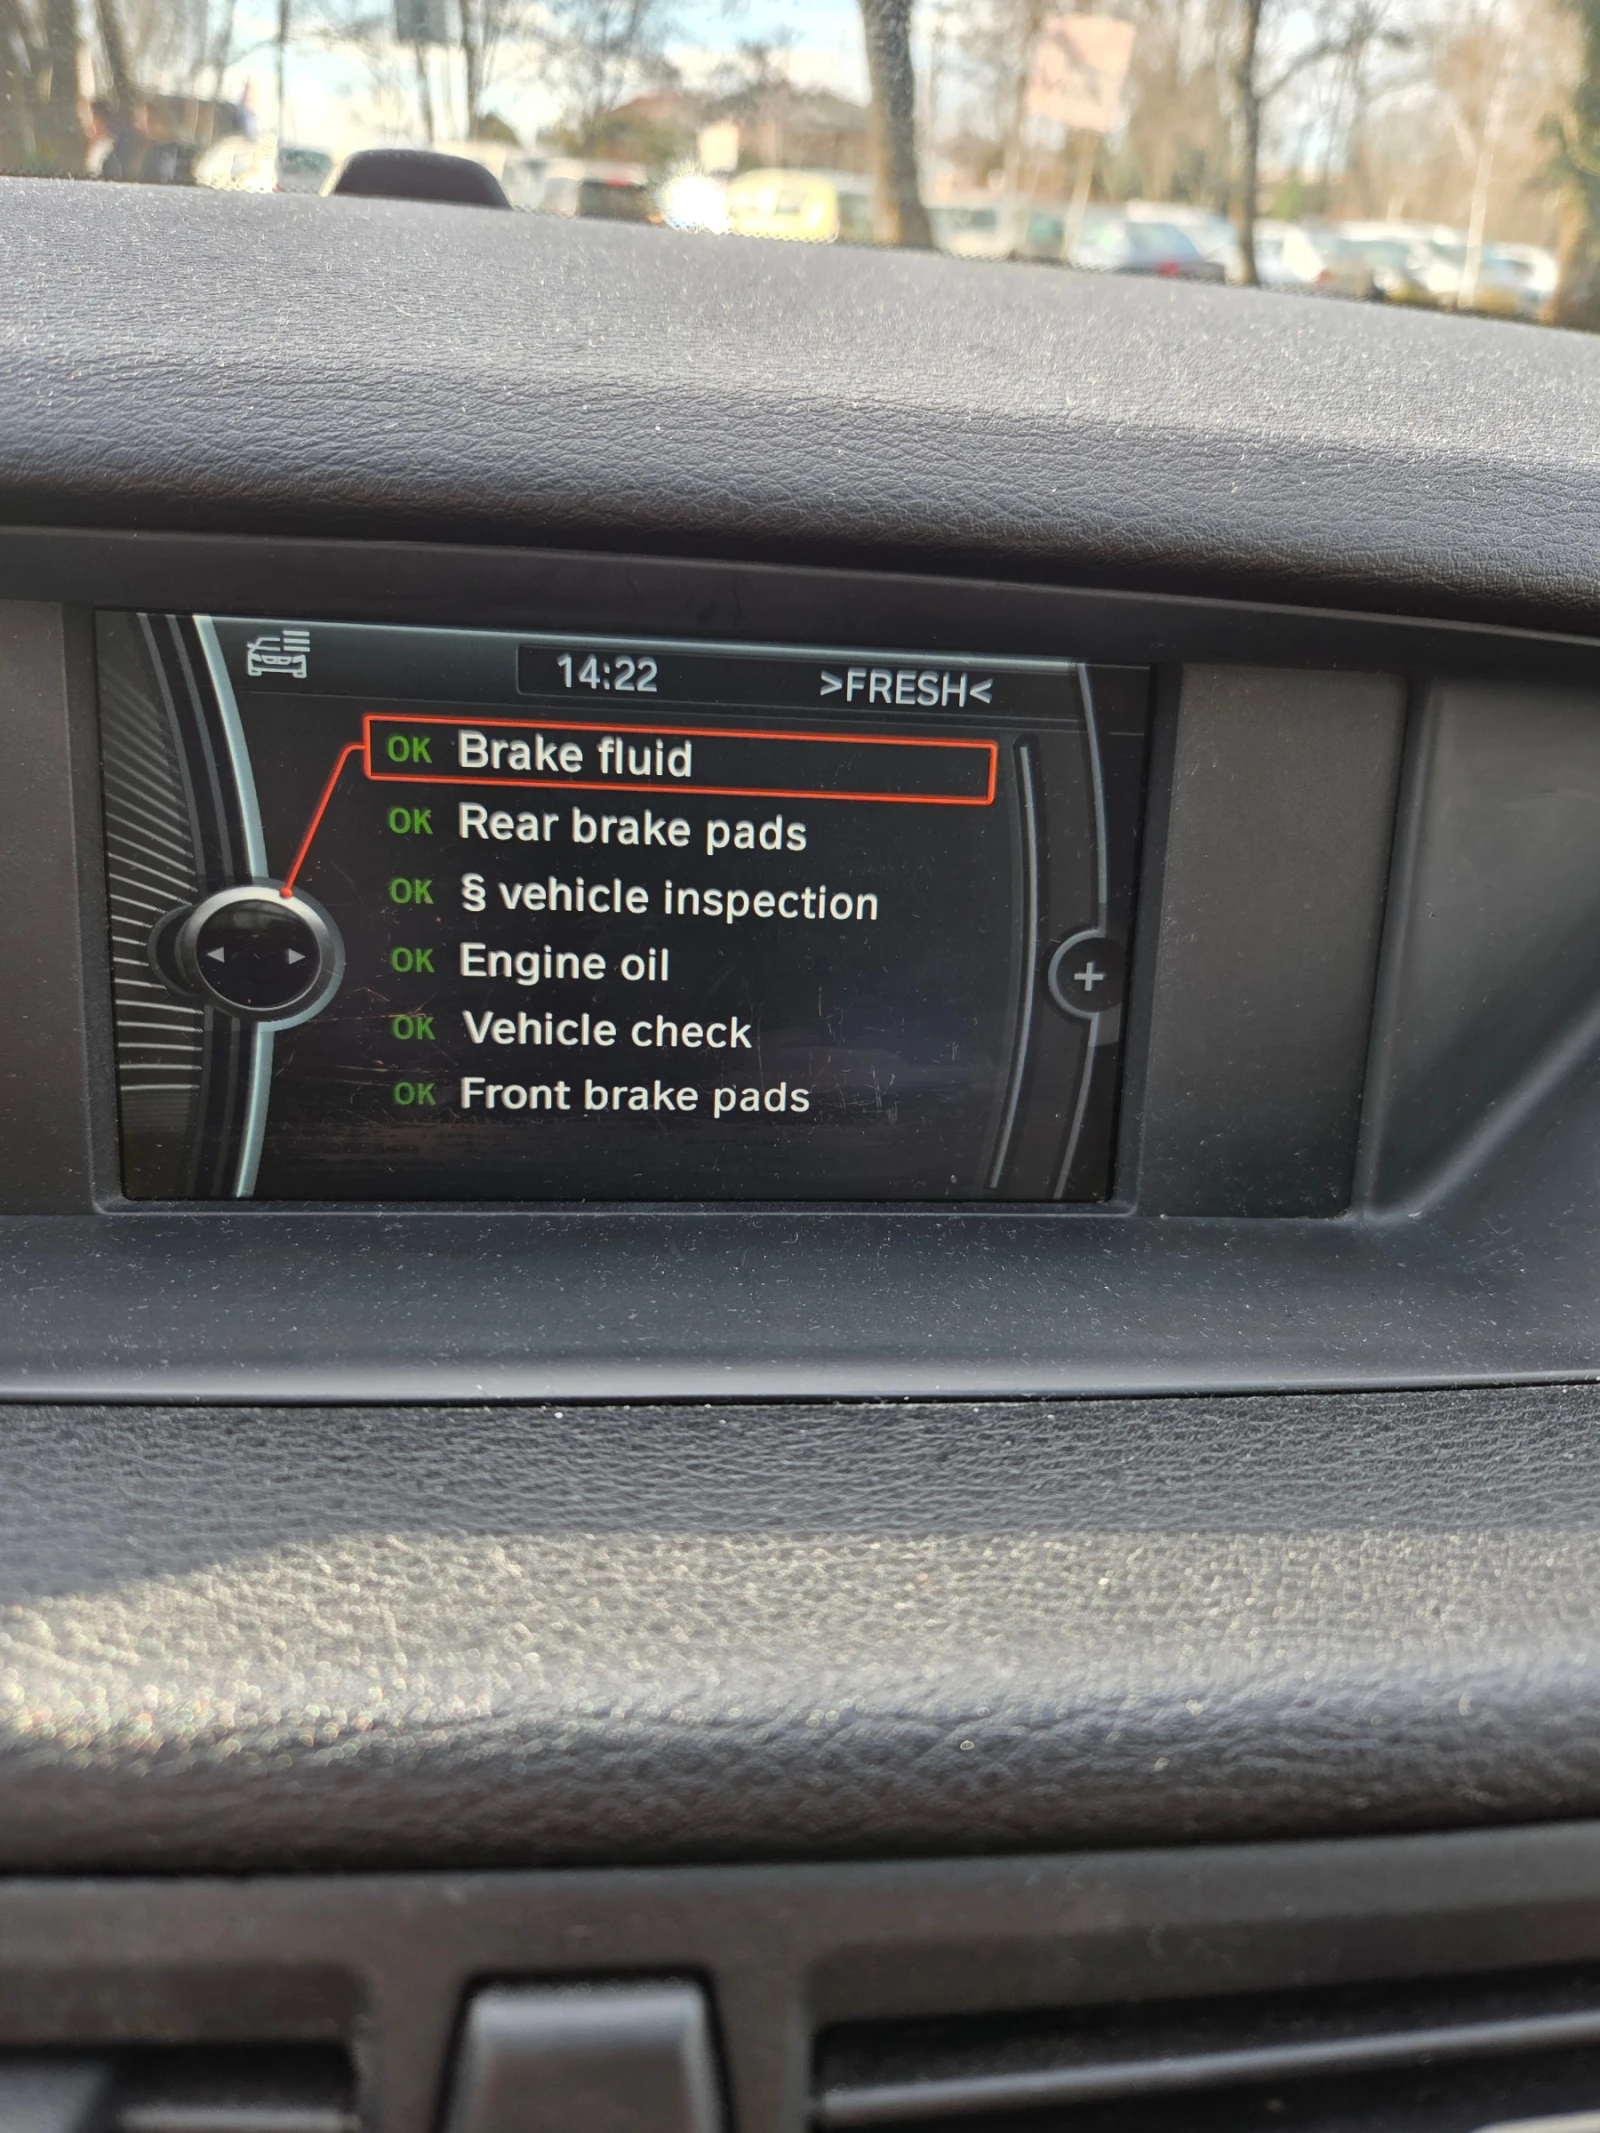 14:22 >FRESH<
OK Brake fluid
OK Rear brake pads
OK § vehicle inspection
OK Engine oil
OK Vehicle check
OK Front brake pads